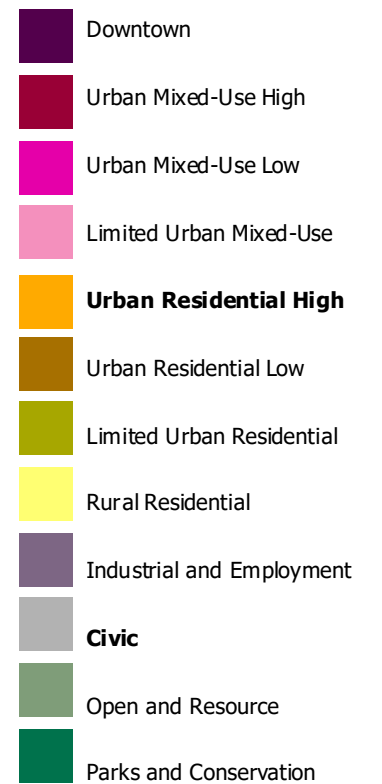 Downtown
Urban Mixed-Use High
Urban Mixed-Use Low
Limited Urban Mixed-Use
Urban Residential High
Urban Residential Low
Limited Urban Residential
Rural Residential
Industrial and Employment
Civic
Open and Resource
Parks and Conservation